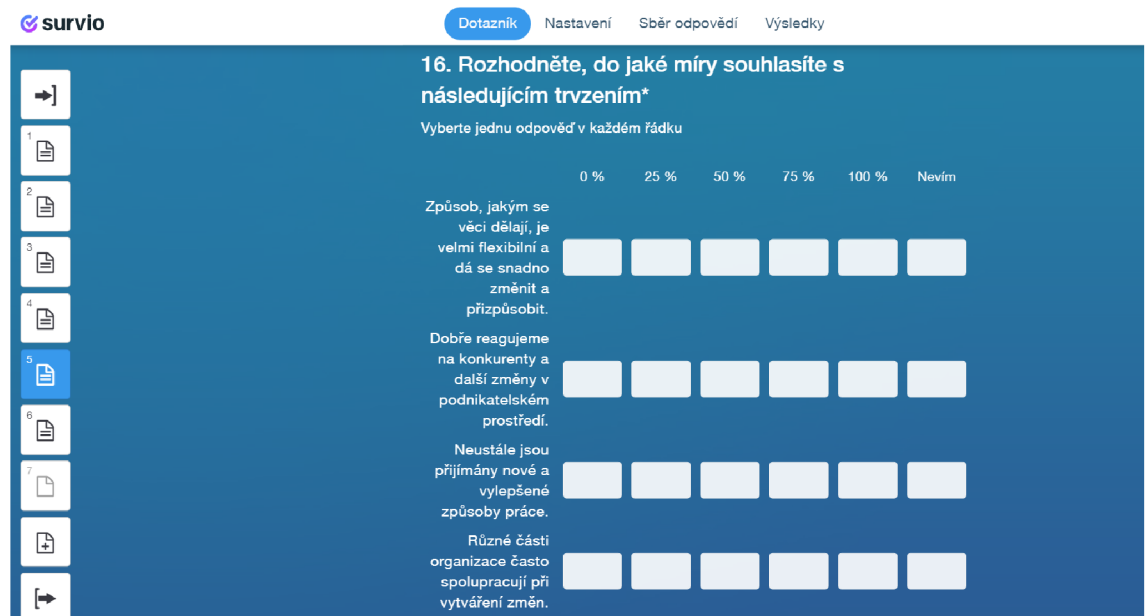 survio
Dotazník Nastavení Sběr odpovědí Výsledky
16. Rozhodněte, do jaké míry souhlasíte s
následujícím trvzením*
Vyberte jednu odpověď v každém řádku
0 % 25 % 50 % 75 % 100 % Nevím
Způsob, jakým se
věci dělají, je
velmi flexibilní a
dá se snadno
změnit a
přizpůsobit.
Dobře reagujeme
na konkurenty a
další změny v
podnikatelském
prostředí.
Neustále jsou
přijímány nové a
vylepšené
způsoby práce.
Různé části
organizace často
spolupracují při
vytváření změn.
1
2
3
4
5
6
7